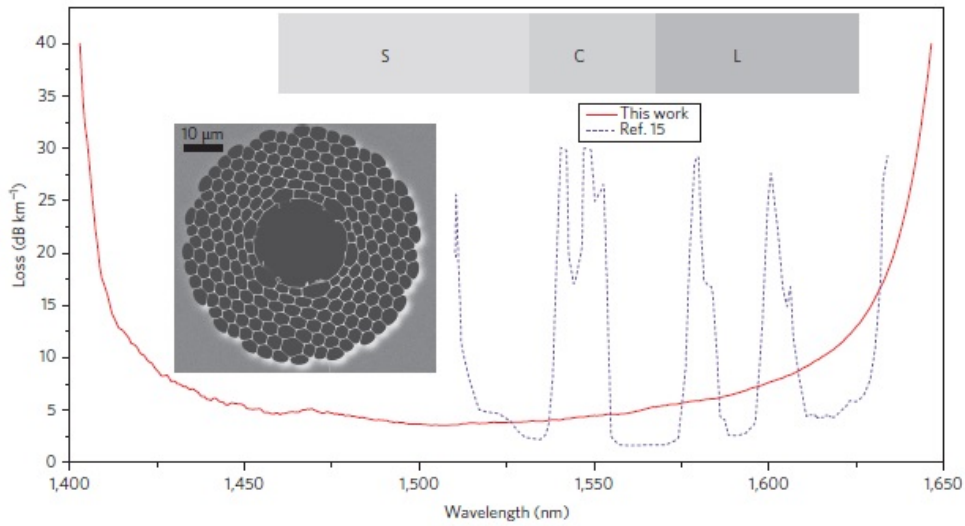 S C L
40
35
30
25
20
15
10
5
0
Loss (dB km⁻¹)
10 µm
This work
Ref. 15
1,400 1,450 1,500 1,550 1,600 1,650
Wavelength (nm)